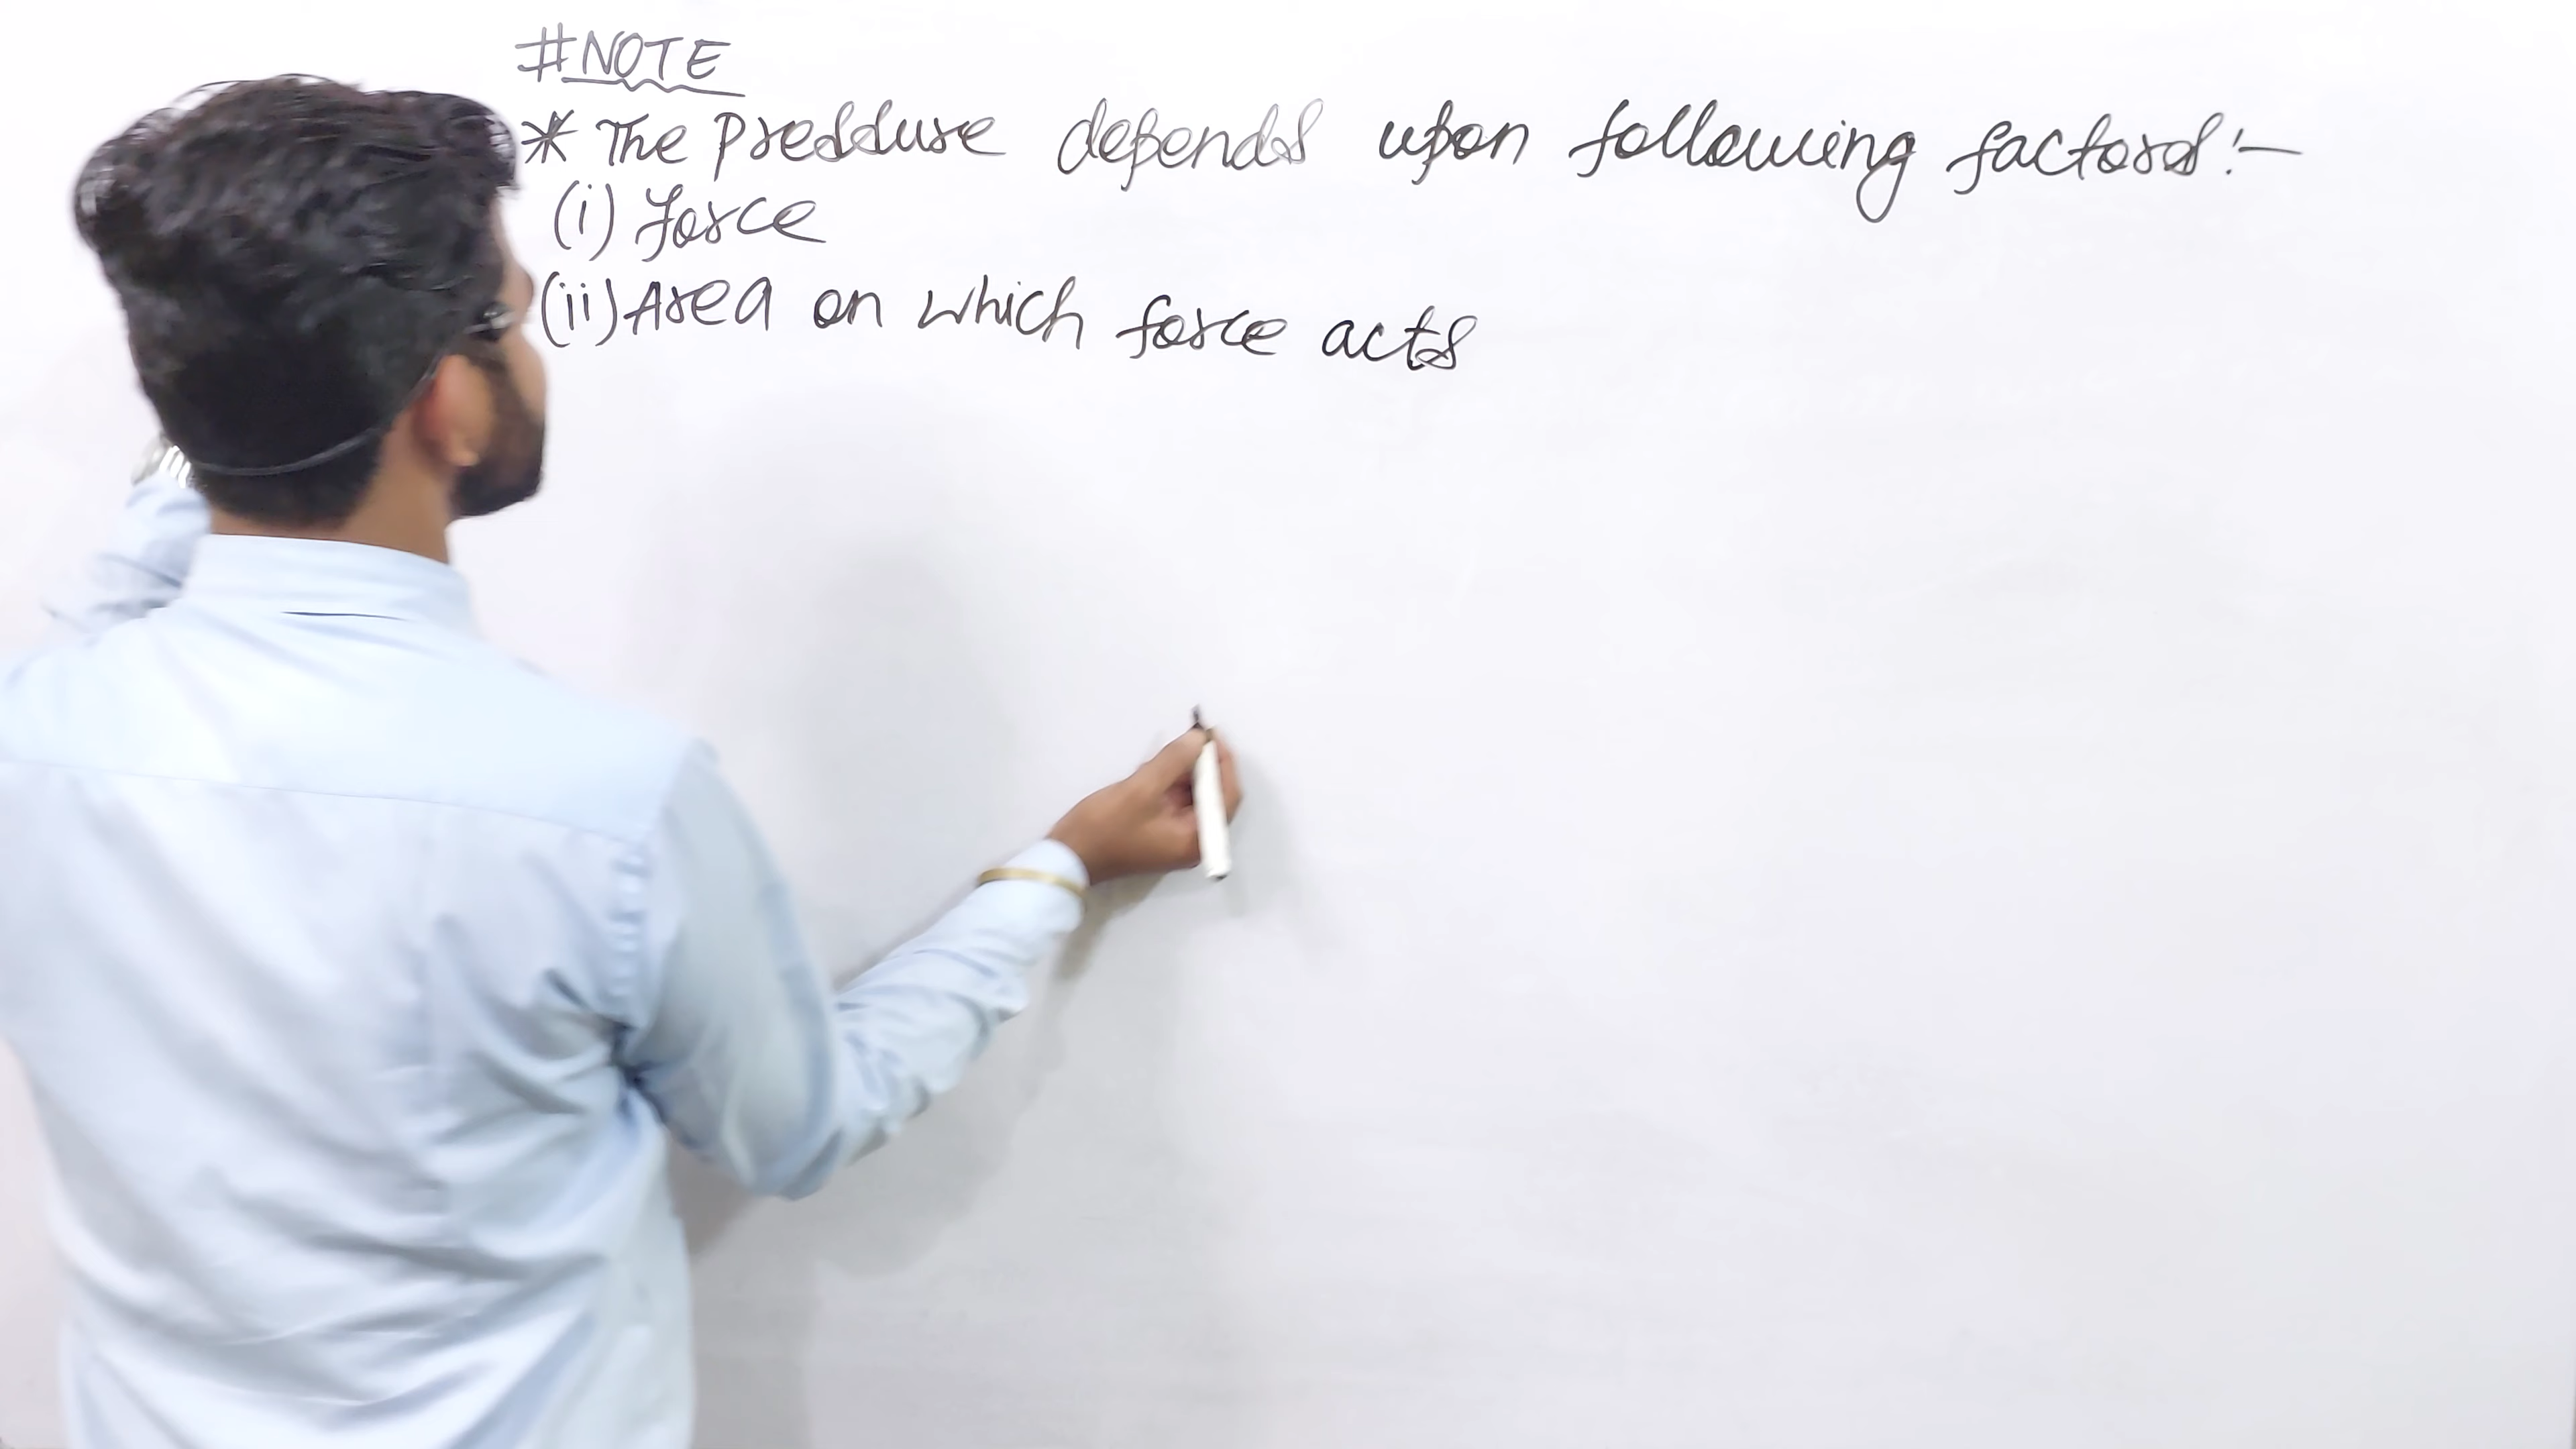 #NOTE
* The Pressure depends upon following factors:-
(i) force
(ii) Area on which force acts